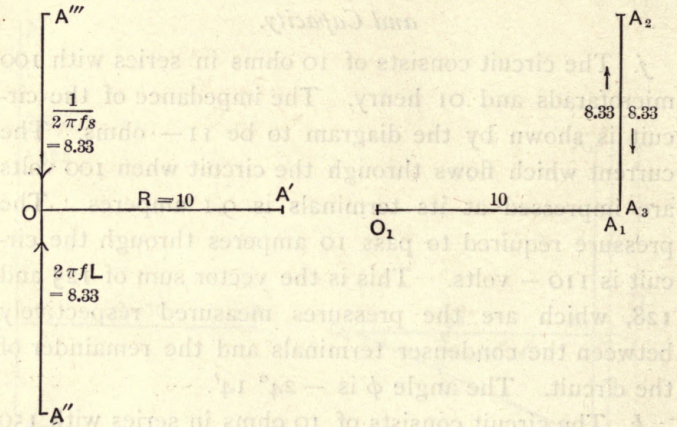 A‴
1
2πfs
=8.33
O
R=10
A′
2πfL
=8.33
A″
O₁
10
A₂
8.33
8.33
A₁
A₃
and Capacity.
j. The circuit consists of 10 ohms in series with 100
microfarads and .01 henry. The impedance of the cir-
cuit is shown by the diagram to be 11 – ohms. The
current which flows through the circuit when 100 volts
are impressed at its terminals is 9.1 amperes. The
pressure required to pass 10 amperes through the cir-
cuit is 110 – volts. This is the vector sum of and
128, which are the pressures measured respectively
between the condenser terminals and the remainder of
the circuit. The angle ϕ is – 24° 14′.
k. The circuit consists of 10 ohms in series with 150